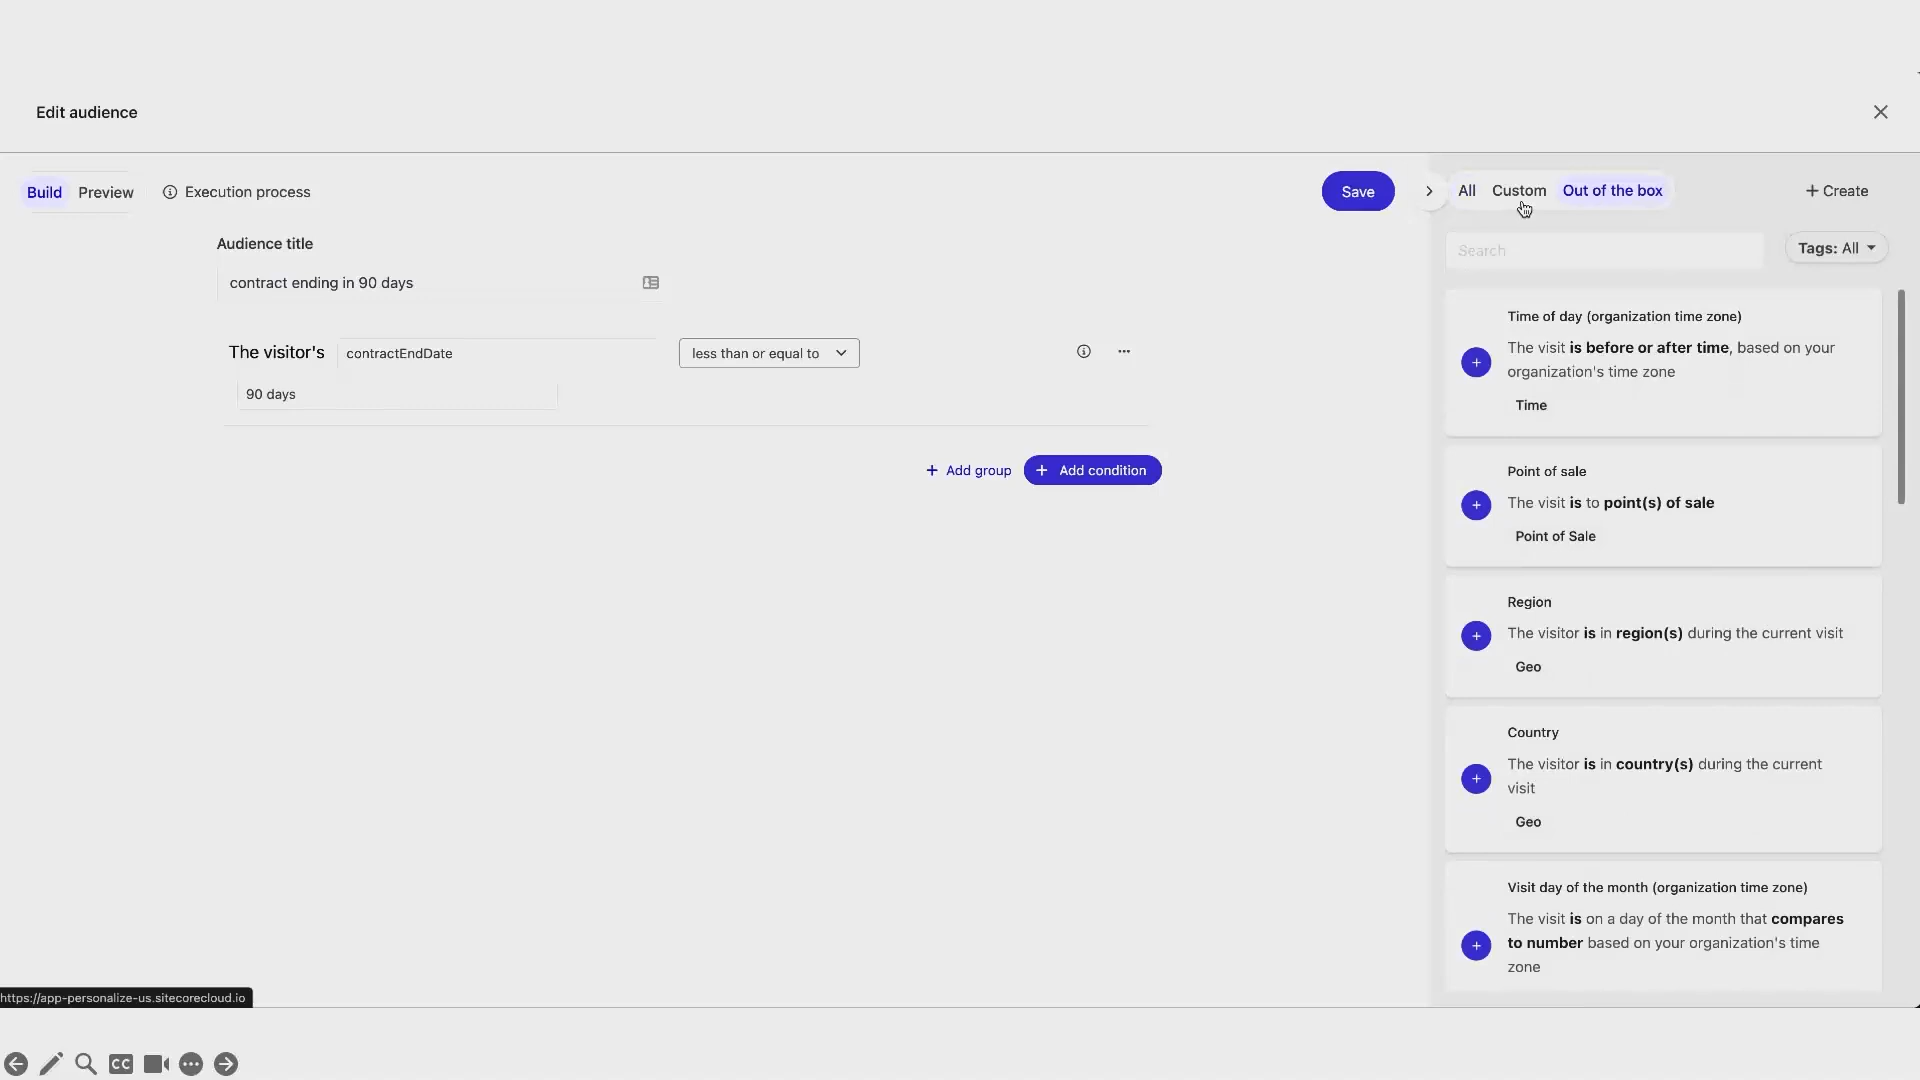 Edit audience
Build Preview Execution process
Save
All Custom Out of the box
+ Create
Audience title
contract ending in 90 days
The visitor's contractEndDate less than or equal to
90 days
+ Add group
+ Add condition
Search
Tags: All
Time of day (organization time zone)
The visit is before or after time, based on your
organization's time zone
Time
Point of sale
The visit is to point(s) of sale
Point of Sale
Region
The visitor is in region(s) during the current visit
Geo
Country
The visitor is in country(s) during the current
visit
Geo
Visit day of the month (organization time zone)
The visit is on a day of the month that compares
to number based on your organization's time
zone
https://app-personalize-us.sitecorecloud.io
CC